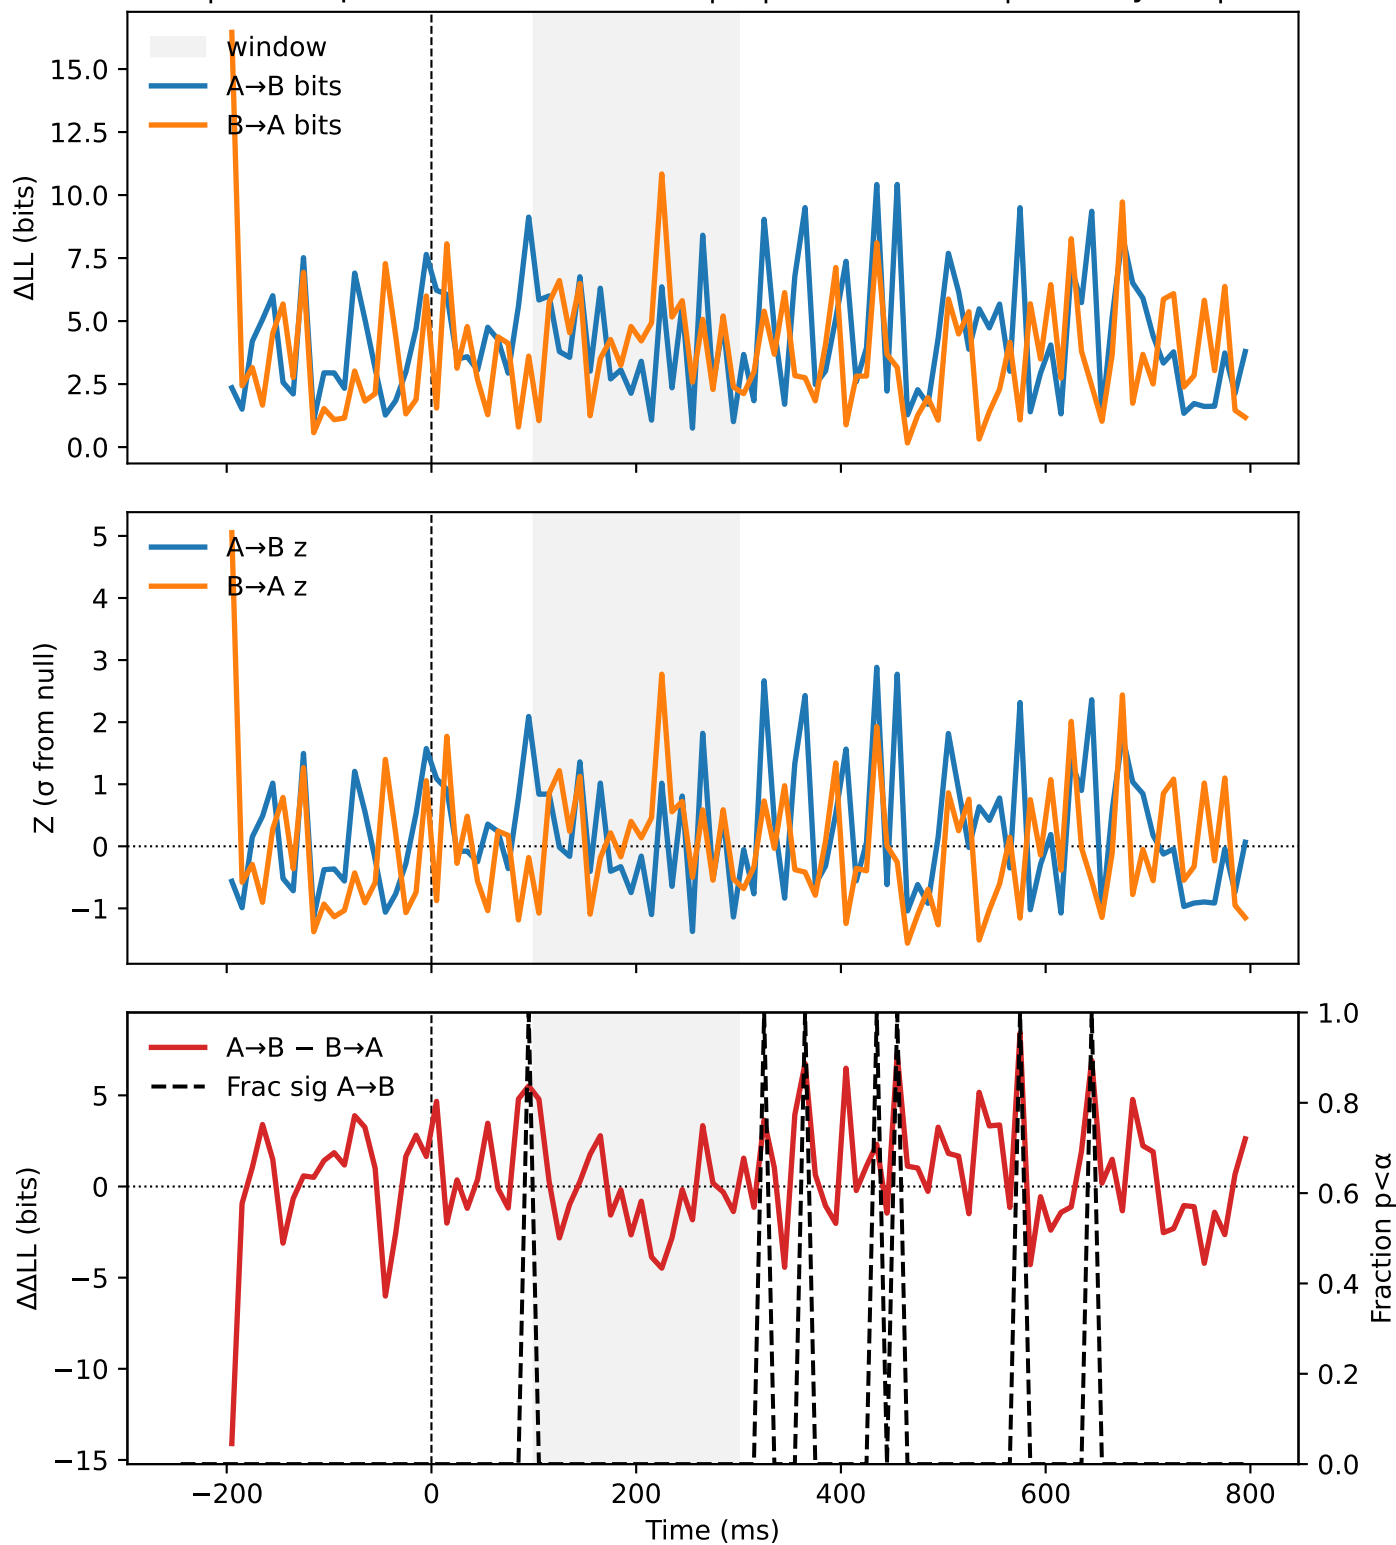 window
A→B bits
B→A bits
ΔLL (bits)
15.0
12.5
10.0
7.5
5.0
2.5
0.0
A→B z
B→A z
Z (σ from null)
5
4
3
2
1
0
−1
A→B − B→A
Frac sig A→B
ΔΔLL (bits)
5
0
−5
−10
−15
1.0
0.8
0.6
0.4
0.2
0.0
Fraction p<α
−200
0
200
400
600
800
Time (ms)